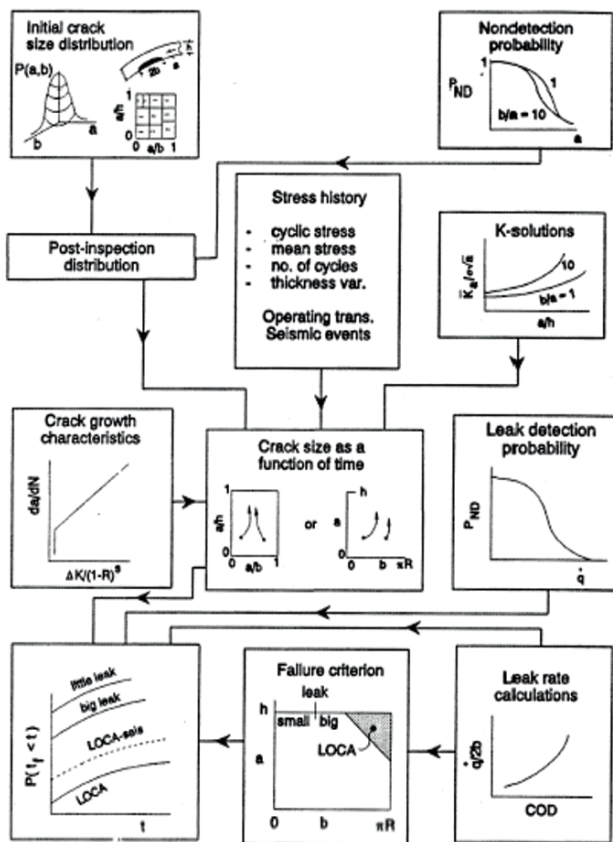 Initial crack
size distribution
P(a,b)
h
2b
a
b
a
1
a/h
0
0
1
a/b
Nondetection
probability
1
P_ND
1
b/a = 10
a
Post-inspection
distribution
Stress history
- cyclic stress
- mean stress
- no. of cycles
- thickness var.
Operating trans.
Seismic events
K-solutions
10
b/a = 1
a/h
Crack growth
characteristics
da/dN
Crack size as a
function of time
1
a/h
0
0
1
a/b
or
h
a
0
0
b
πR
Leak detection
probability
P_ND
q̇
little leak
big leak
LOCA-seis
LOCA
P(t_f < t)
t
Failure criterion
leak
h
small
big
LOCA
a
0
b
πR
Leak rate
calculations
q̇/2b
COD